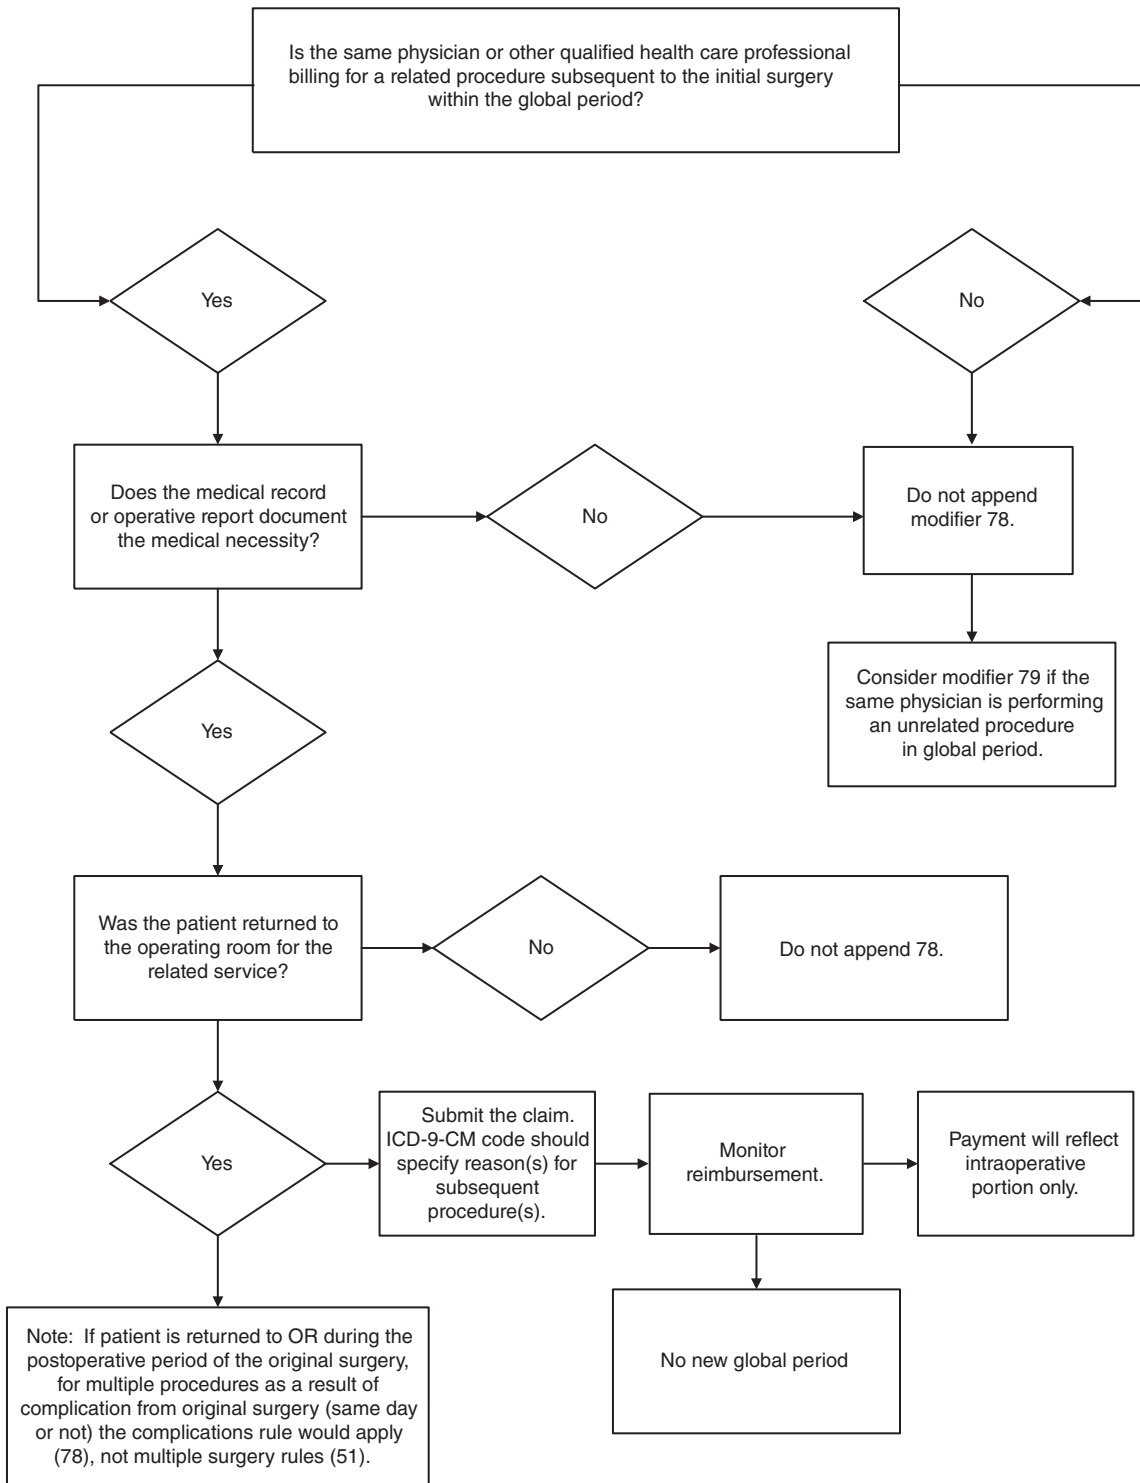 Is the same physician or other qualified health care professional
billing for a related procedure subsequent to the initial surgery
within the global period?
Yes
No
Does the medical record
or operative report document
the medical necessity?
No
Do not append
modifier 78.
Consider modifier 79 if the
same physician is performing
an unrelated procedure
in global period.
Yes
Was the patient returned to
the operating room for the
related service?
No
Do not append 78.
Yes
Submit the claim.
ICD-9-CM code should
specify reason(s) for
subsequent
procedure(s).
Monitor
reimbursement.
Payment will reflect
intraoperative
portion only.
No new global period
Note: If patient is returned to OR during the
postoperative period of the original surgery,
for multiple procedures as a result of
complication from original surgery (same day
or not) the complications rule would apply
(78), not multiple surgery rules (51).